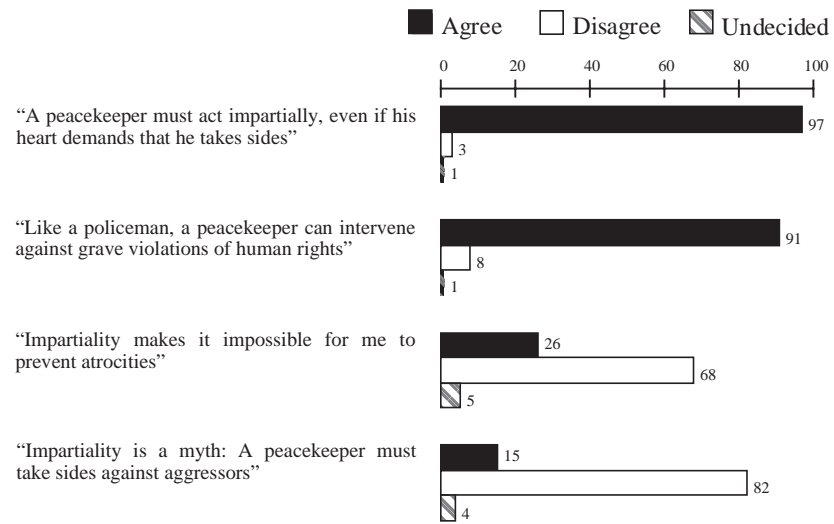 Agree Disagree Undecided
0 20 40 60 80 100
“A peacekeeper must act impartially, even if his
heart demands that he takes sides”
97
3
1
“Like a policeman, a peacekeeper can intervene
against grave violations of human rights”
91
8
1
“Impartiality makes it impossible for me to
prevent atrocities”
26
68
5
“Impartiality is a myth: A peacekeeper must
take sides against aggressors”
15
82
4